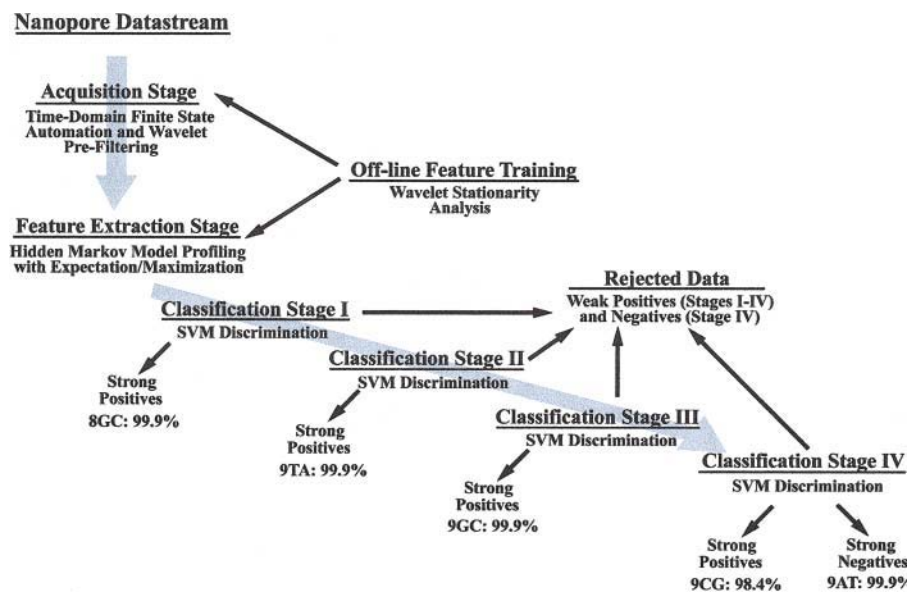 Nanopore Datastream
Acquisition Stage
Time-Domain Finite State
Automation and Wavelet
Pre-Filtering
Off-line Feature Training
Wavelet Stationarity
Analysis
Feature Extraction Stage
Hidden Markov Model Profiling
with Expectation/Maximization
Rejected Data
Weak Positives (Stages I-IV)
and Negatives (Stage IV)
Classification Stage I
SVM Discrimination
Strong
Positives
8GC: 99.9%
Classification Stage II
SVM Discrimination
Strong
Positives
9TA: 99.9%
Classification Stage III
SVM Discrimination
Strong
Positives
9GC: 99.9%
Classification Stage IV
SVM Discrimination
Strong
Positives
9CG: 98.4%
Strong
Negatives
9AT: 99.9%